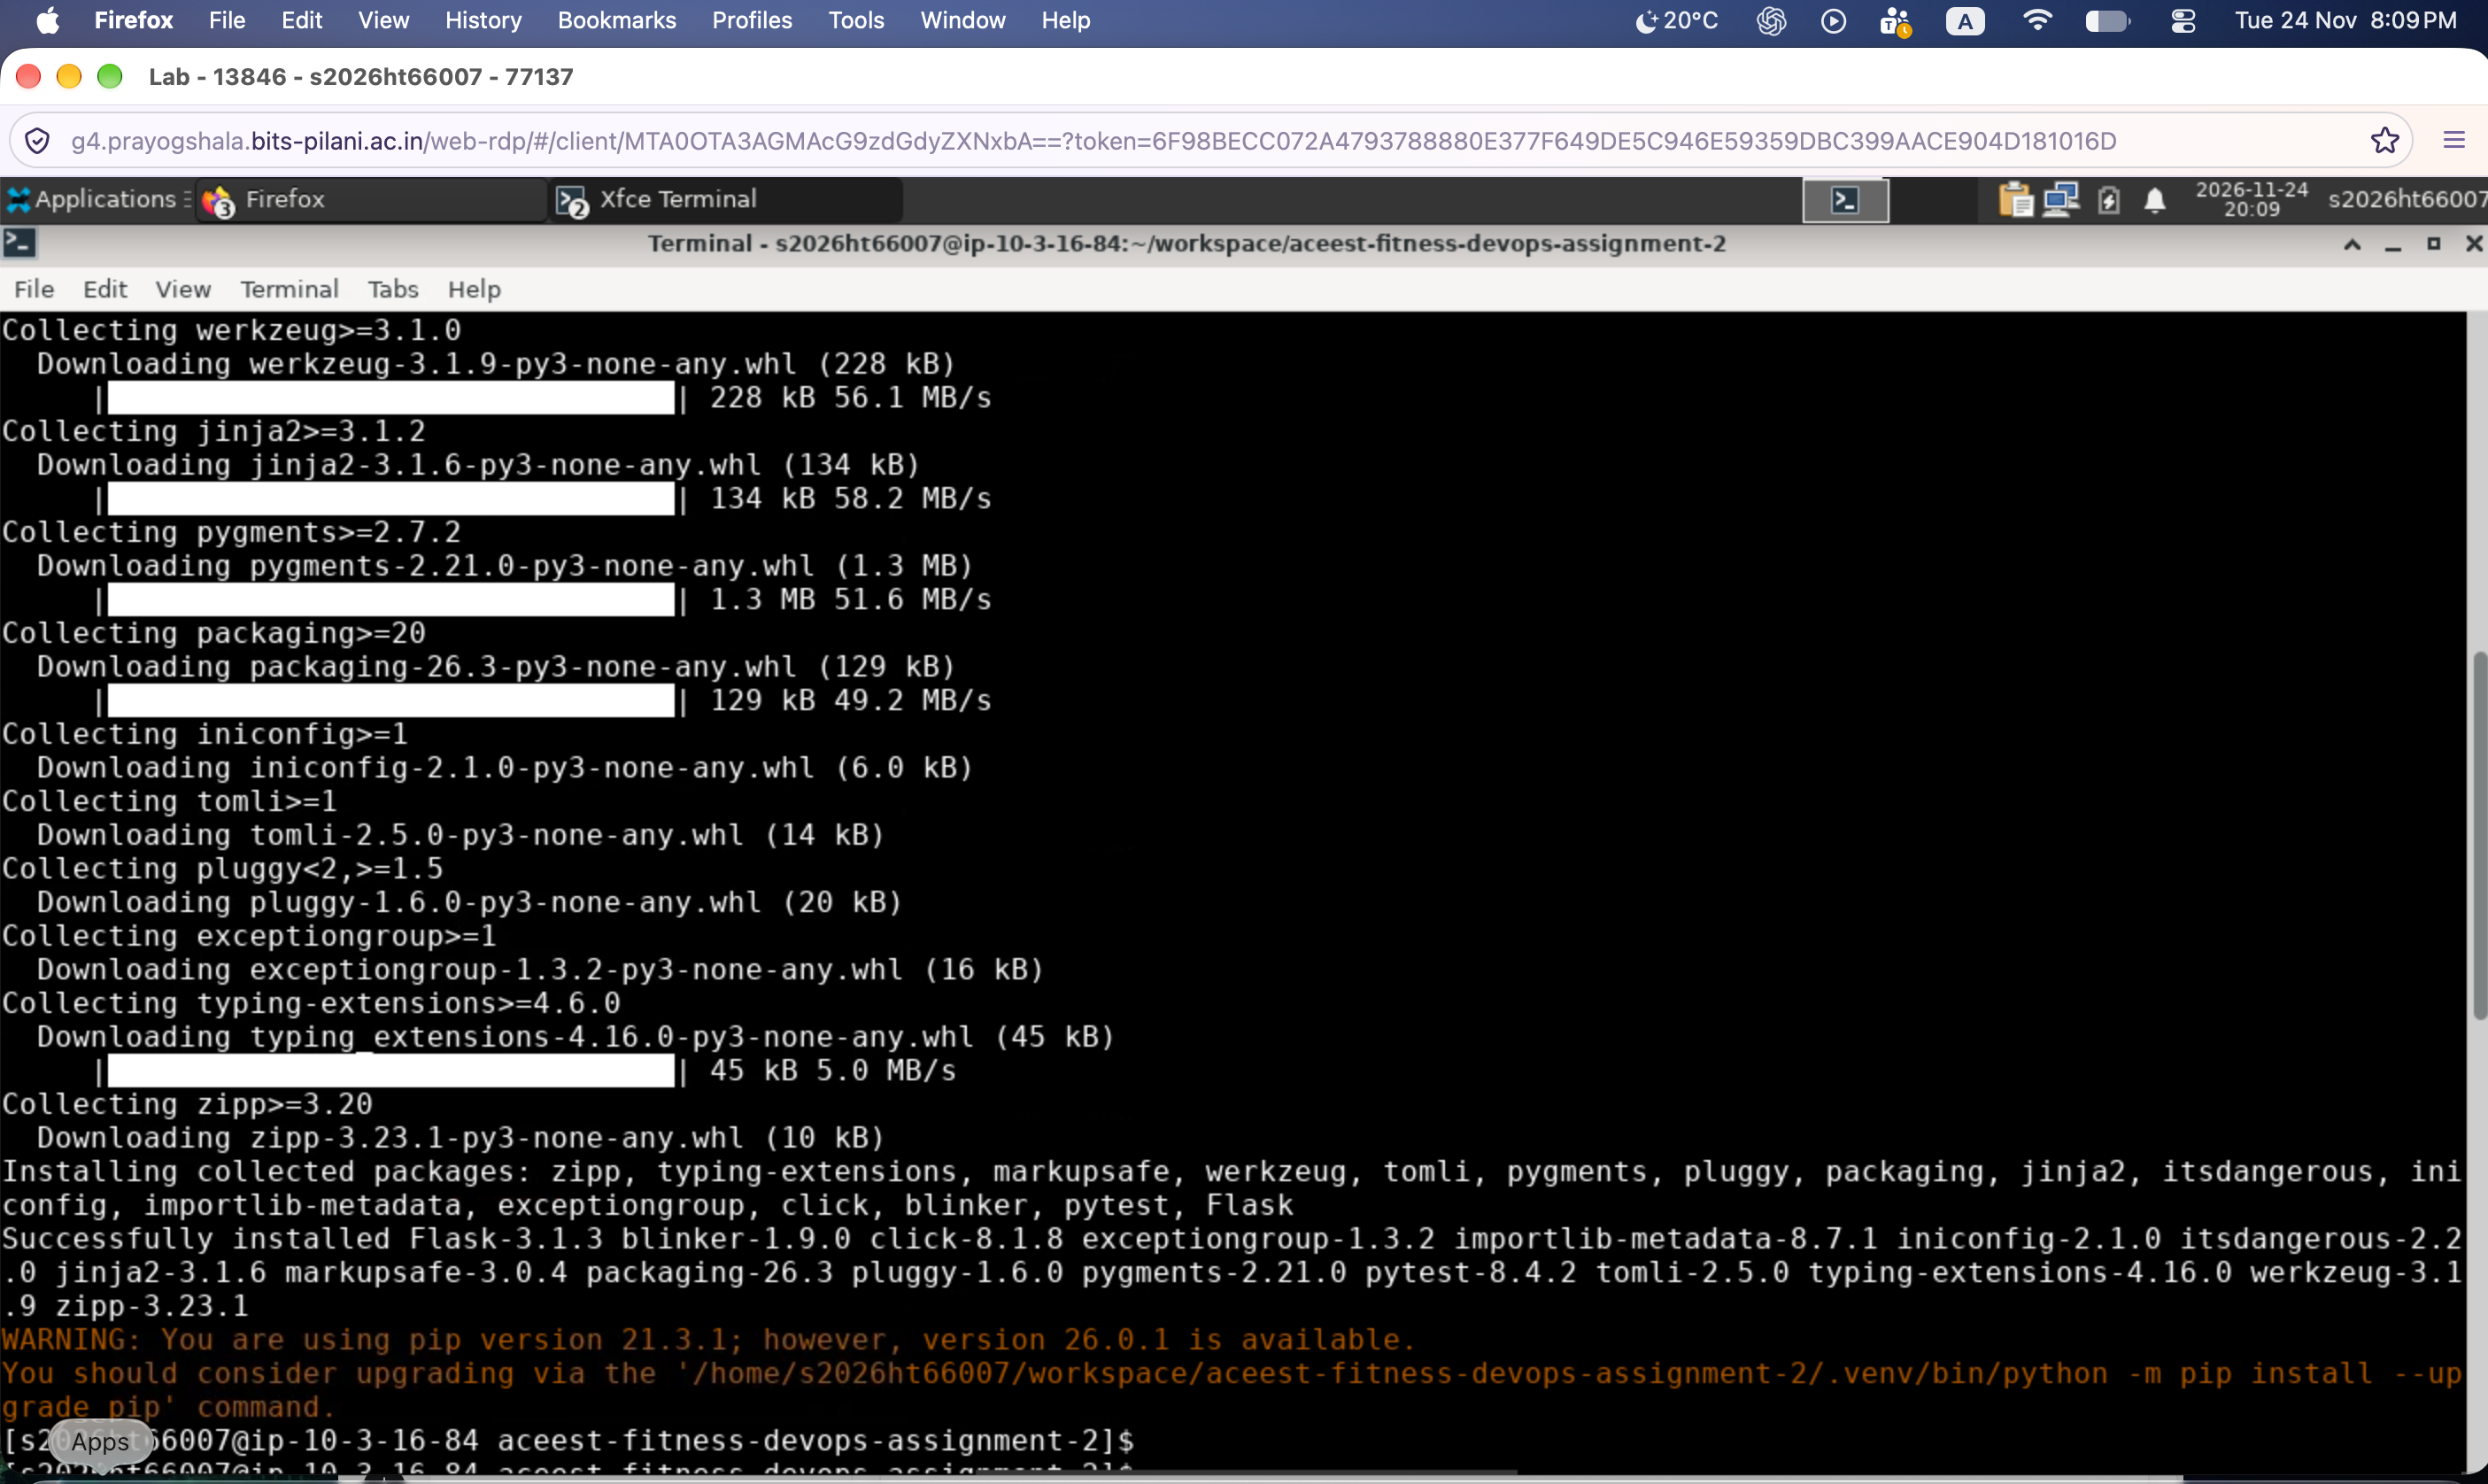 Firefox File Edit View History Bookmarks Profiles Tools Window Help 20°C A Tue 24 Nov 8:09 PM
Lab - 13846 - s2026ht66007 - 77137
g4.prayogshala.bits-pilani.ac.in/web-rdp/#/client/MTA0OTA3AGMAcG9zdGdyZXNxbA==?token=6F98BECC072A4793788880E377F649DE5C946E59359DBC399AACE904D181016D
Applications 3 Firefox 2 Xfce Terminal 2026-11-24 20:09 s2026ht66007
Terminal - s2026ht66007@ip-10-3-16-84:~/workspace/aceest-fitness-devops-assignment-2
File Edit View Terminal Tabs Help
Collecting werkzeug>=3.1.0
Downloading werkzeug-3.1.9-py3-none-any.whl (228 kB)
| | 228 kB 56.1 MB/s
Collecting jinja2>=3.1.2
Downloading jinja2-3.1.6-py3-none-any.whl (134 kB)
| | 134 kB 58.2 MB/s
Collecting pygments>=2.7.2
Downloading pygments-2.21.0-py3-none-any.whl (1.3 MB)
| | 1.3 MB 51.6 MB/s
Collecting packaging>=20
Downloading packaging-26.3-py3-none-any.whl (129 kB)
| | 129 kB 49.2 MB/s
Collecting iniconfig>=1
Downloading iniconfig-2.1.0-py3-none-any.whl (6.0 kB)
Collecting tomli>=1
Downloading tomli-2.5.0-py3-none-any.whl (14 kB)
Collecting pluggy<2,>=1.5
Downloading pluggy-1.6.0-py3-none-any.whl (20 kB)
Collecting exceptiongroup>=1
Downloading exceptiongroup-1.3.2-py3-none-any.whl (16 kB)
Collecting typing-extensions>=4.6.0
Downloading typing_extensions-4.16.0-py3-none-any.whl (45 kB)
| | 45 kB 5.0 MB/s
Collecting zipp>=3.20
Downloading zipp-3.23.1-py3-none-any.whl (10 kB)
Installing collected packages: zipp, typing-extensions, markupsafe, werkzeug, tomli, pygments, pluggy, packaging, jinja2, itsdangerous, ini
config, importlib-metadata, exceptiongroup, click, blinker, pytest, Flask
Successfully installed Flask-3.1.3 blinker-1.9.0 click-8.1.8 exceptiongroup-1.3.2 importlib-metadata-8.7.1 iniconfig-2.1.0 itsdangerous-2.2
.0 jinja2-3.1.6 markupsafe-3.0.4 packaging-26.3 pluggy-1.6.0 pygments-2.21.0 pytest-8.4.2 tomli-2.5.0 typing-extensions-4.16.0 werkzeug-3.1
.9 zipp-3.23.1
WARNING: You are using pip version 21.3.1; however, version 26.0.1 is available.
You should consider upgrading via the '/home/s2026ht66007/workspace/aceest-fitness-devops-assignment-2/.venv/bin/python -m pip install --up
grade pip' command.
aceest-fitness-devops-assignment-2]$
Apps